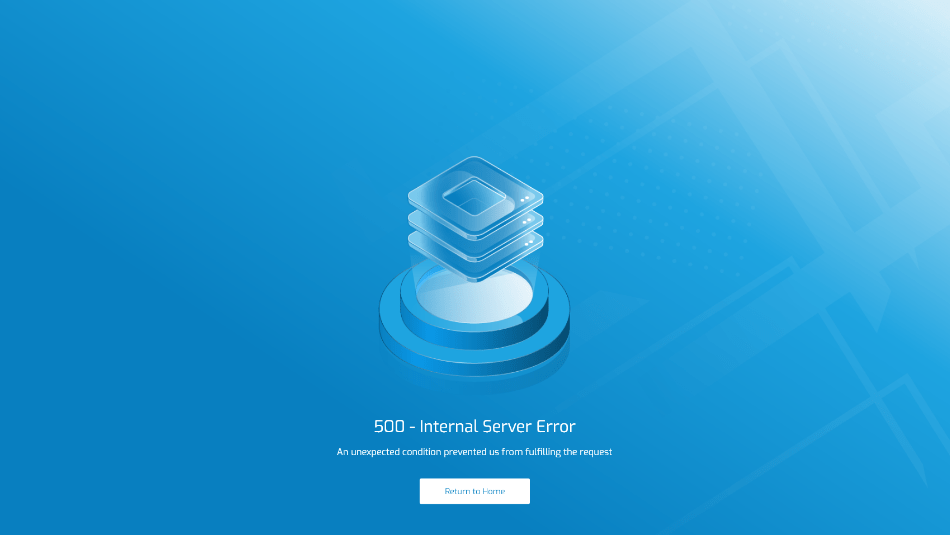 500 - Internal Server Error
An unexpected condition prevented us from fulfilling the request
Return to Home